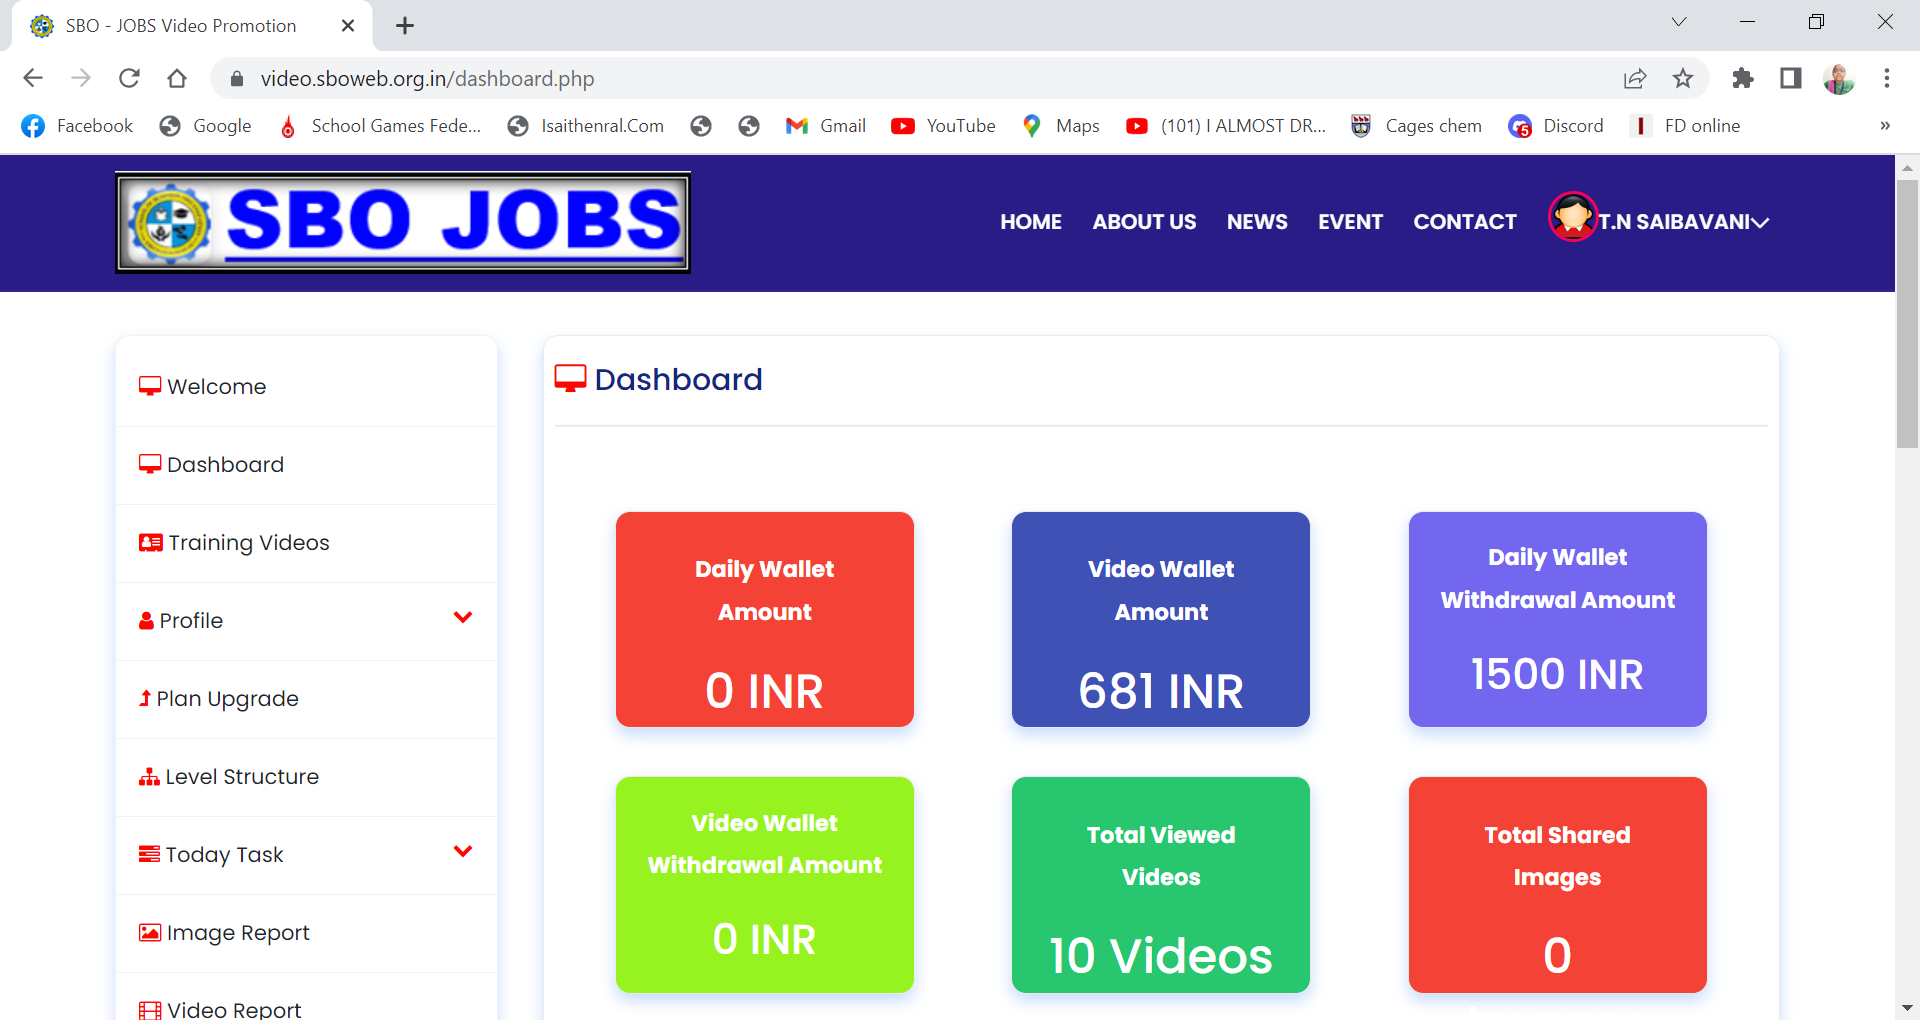 SBO - JOBS Video Promotion
video.sboweb.org.in/dashboard.php
Facebook
Google
School Games Fede...
Isaithenral.Com
Gmail
YouTube
Maps
(101) I ALMOST DR...
Cages chem
5
Discord
FD online
»
SBO JOBS
HOME
ABOUT US
NEWS
EVENT
CONTACT
T.N SAIBAVANI
Welcome
Dashboard
Training Videos
Profile
Plan Upgrade
Level Structure
Today Task
Image Report
Video Report
Dashboard
Daily Wallet
Amount
0 INR
Video Wallet
Amount
681 INR
Daily Wallet
Withdrawal Amount
1500 INR
Video Wallet
Withdrawal Amount
0 INR
Total Viewed
Videos
10 Videos
Total Shared
Images
0